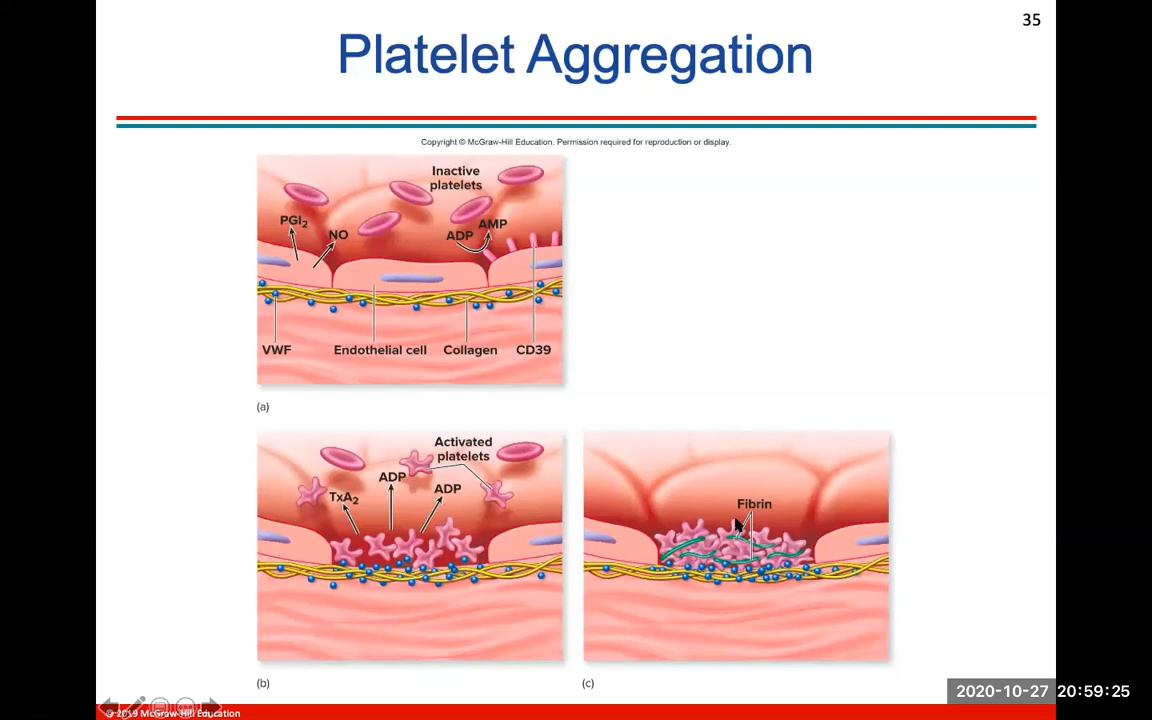 35
Platelet Aggregation
Copyright © McGraw-Hill Education. Permission required for reproduction or display.
Inactive
platelets
PGI₂
NO
ADP
AMP
VWF
Endothelial cell
Collagen
CD39
(a)
Activated
platelets
TxA₂
ADP
ADP
(b)
Fibrin
(c)
2020-10-27 20:59:25
© 2019 McGraw-Hill Education